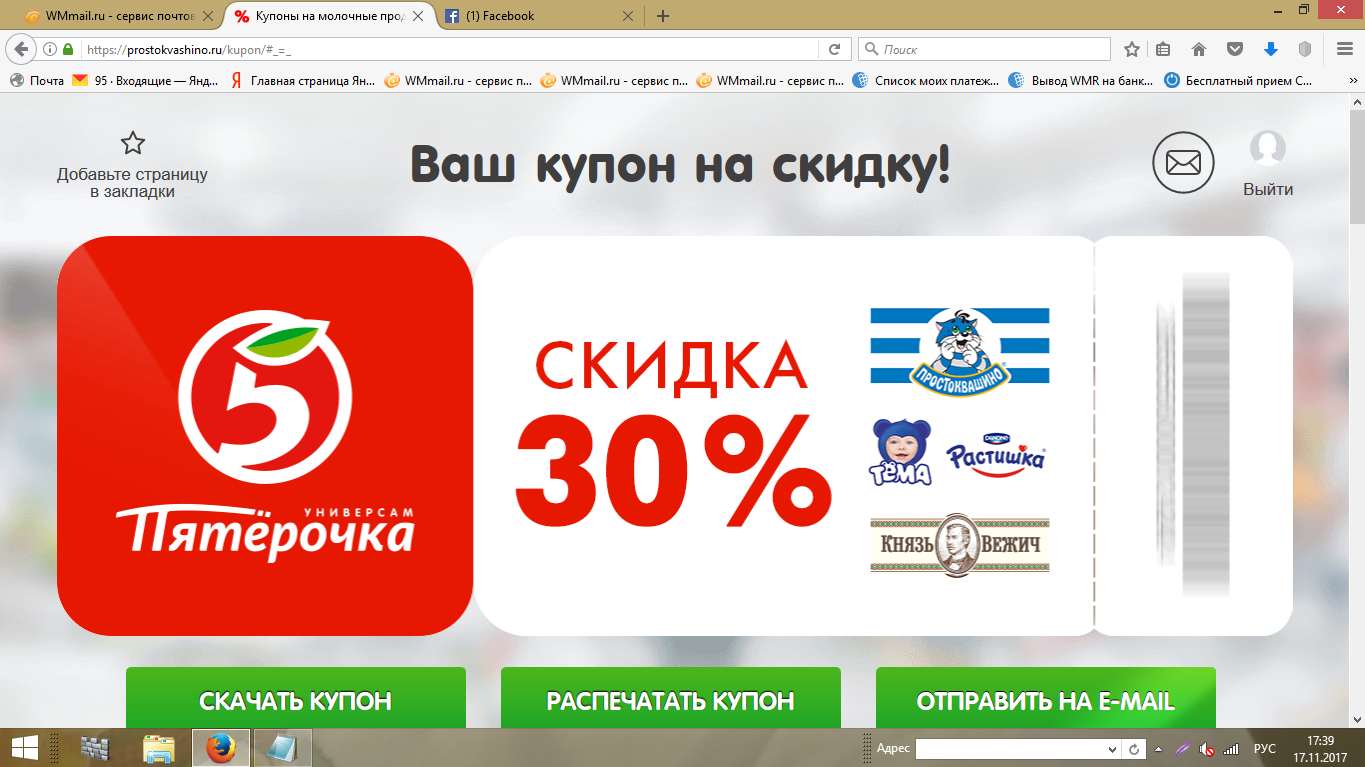 WMmail.ru - сервис почтов
Купоны на молочные прод
(1) Facebook
https://prostokvashino.ru/kupon/#_=_
Поиск
Почта
95 · Входящие — Янд...
Главная страница Ян...
WMmail.ru - сервис п...
WMmail.ru - сервис п...
WMmail.ru - сервис п...
Список моих платеж...
Вывод WMR на банк...
Бесплатный прием С...
Добавьте страницу
в закладки
Ваш купон на скидку!
Выйти
5
УНИВЕРСАМ
Пятёрочка
СКИДКА
30%
ПРОСТОКВАШИНО
ТЁМА
DANONE
Растишка
КНЯЗЬ ВЕЖИЧ
СКАЧАТЬ КУПОН
РАСПЕЧАТАТЬ КУПОН
ОТПРАВИТЬ НА E-MAIL
Адрес
РУС
17:39
17.11.2017